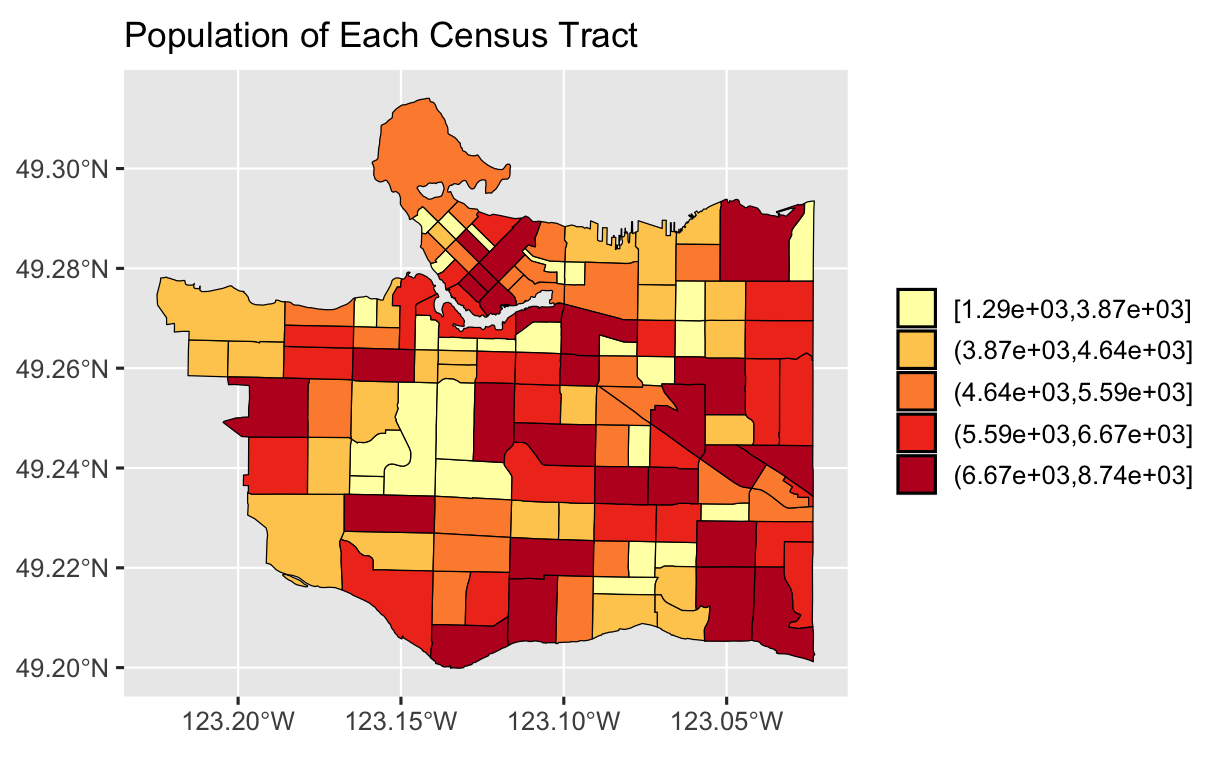 Population of Each Census Tract
49.30°N
49.28°N
49.26°N
49.24°N
49.22°N
49.20°N
123.20°W
123.15°W
123.10°W
123.05°W
[1.29e+03,3.87e+03]
(3.87e+03,4.64e+03]
(4.64e+03,5.59e+03]
(5.59e+03,6.67e+03]
(6.67e+03,8.74e+03]